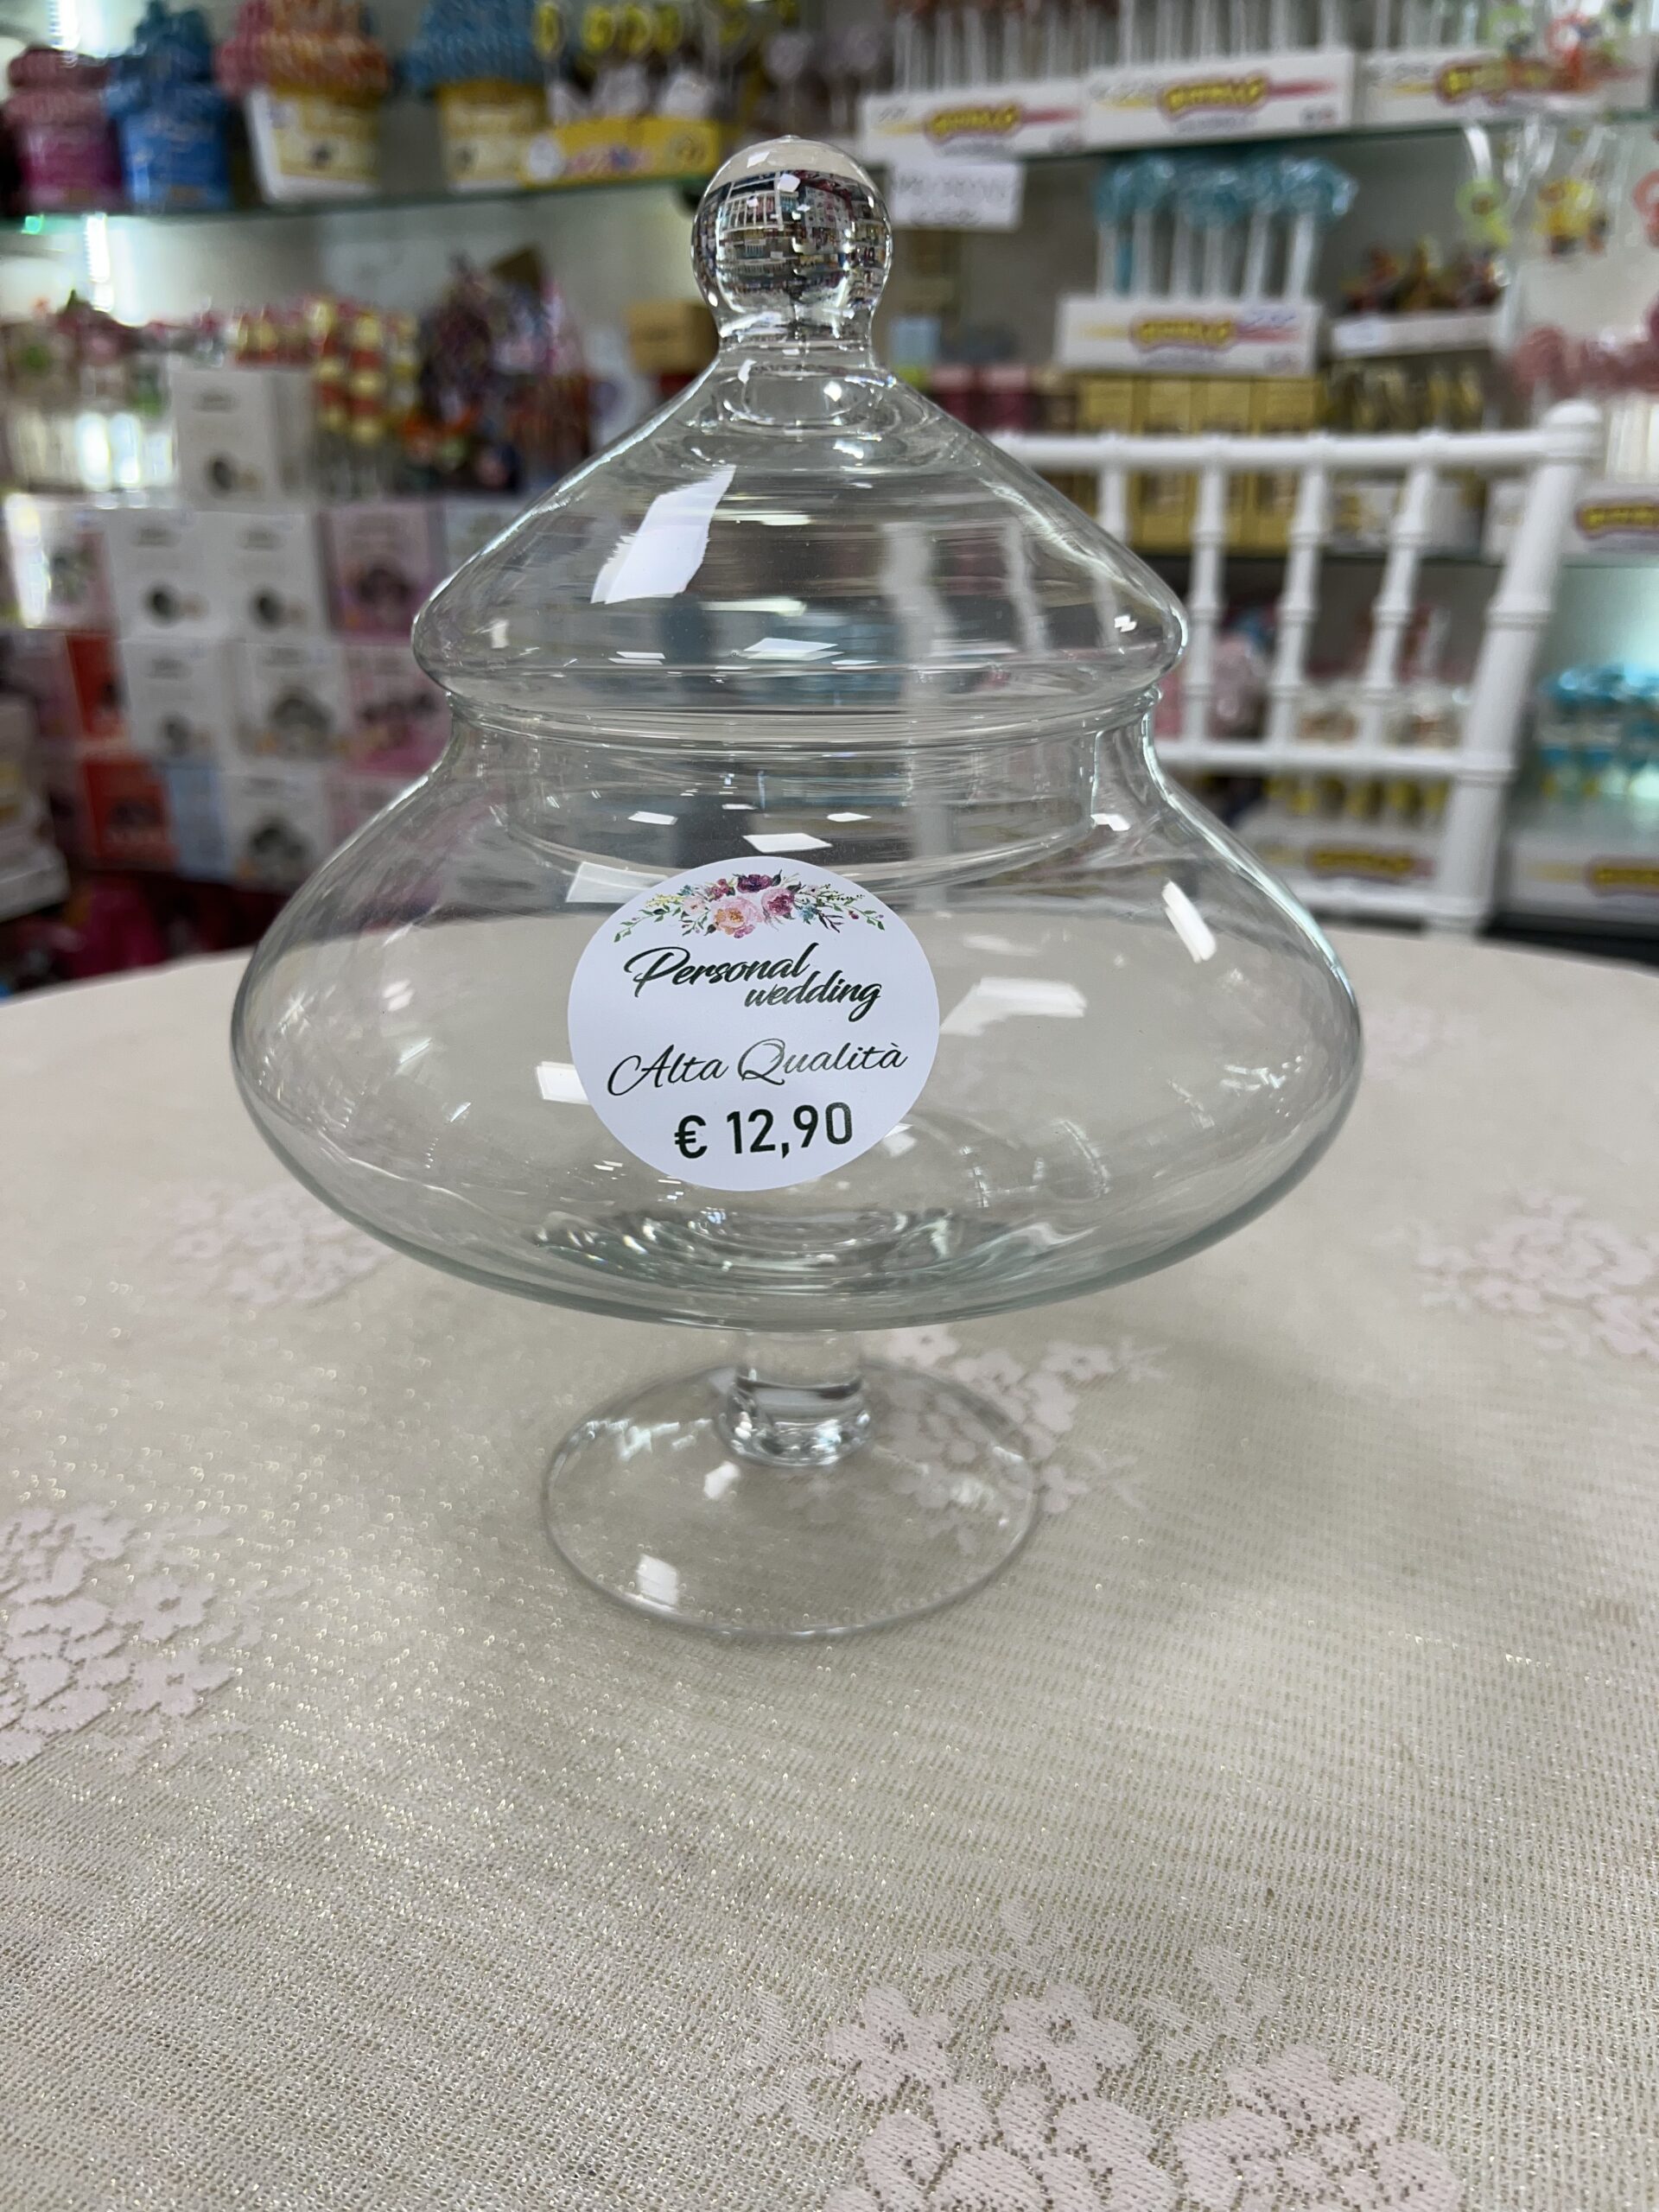 Personal
wedding
Alta Qualità
€ 12,90